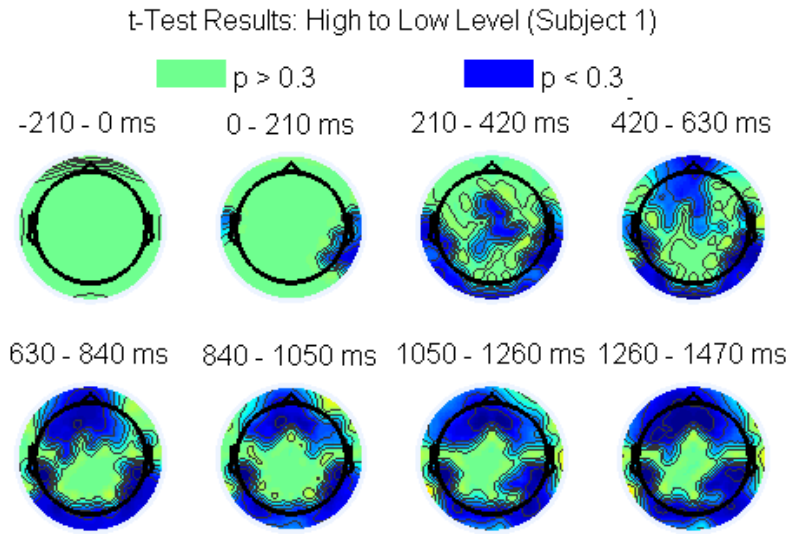 t-Test Results: High to Low Level (Subject 1)
p > 0.3 p < 0.3
-210 - 0 ms 0 - 210 ms 210 - 420 ms 420 - 630 ms
630 - 840 ms 840 - 1050 ms 1050 - 1260 ms 1260 - 1470 ms